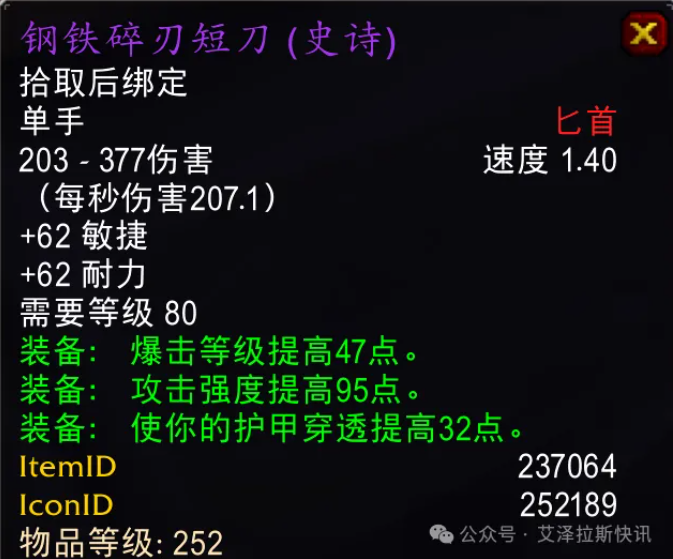 钢铁碎刃短刀 (史诗)
拾取后绑定
单手 匕首
203 - 377伤害 速度 1.40
（每秒伤害207.1）
+62 敏捷
+62 耐力
需要等级 80
装备: 爆击等级提高47点。
装备: 攻击强度提高95点。
装备: 使你的护甲穿透提高32点。
ItemID 237064
IconID 252189
物品等级: 252
公众号 · 艾泽拉斯快讯